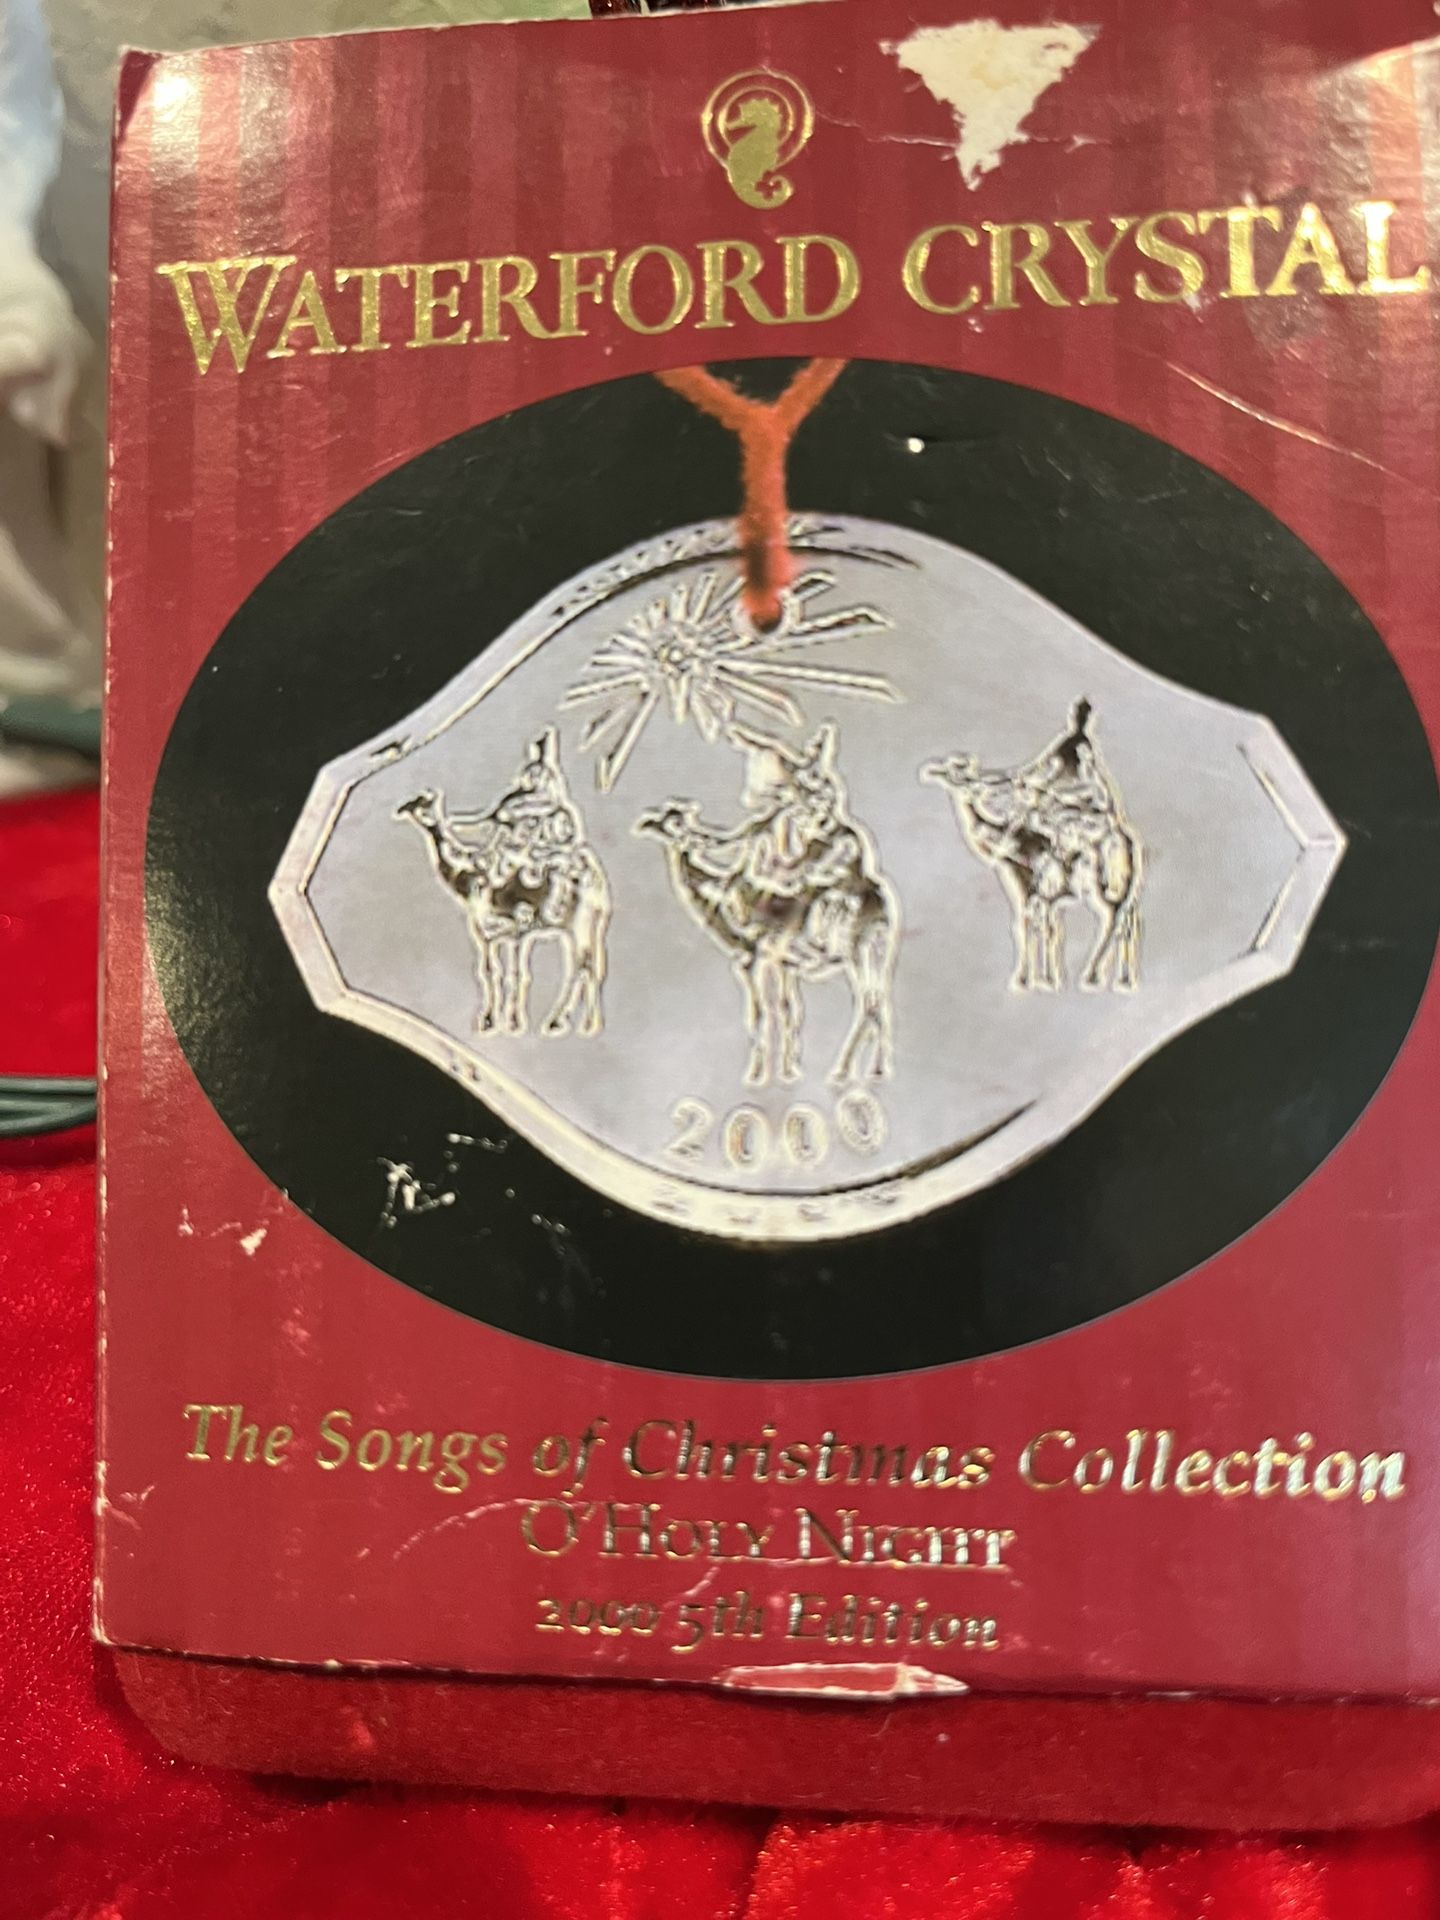 WATERFORD CRYSTAL
2000
The Songs of Christmas Collection
O'HOLY NIGHT
2000 5th Edition